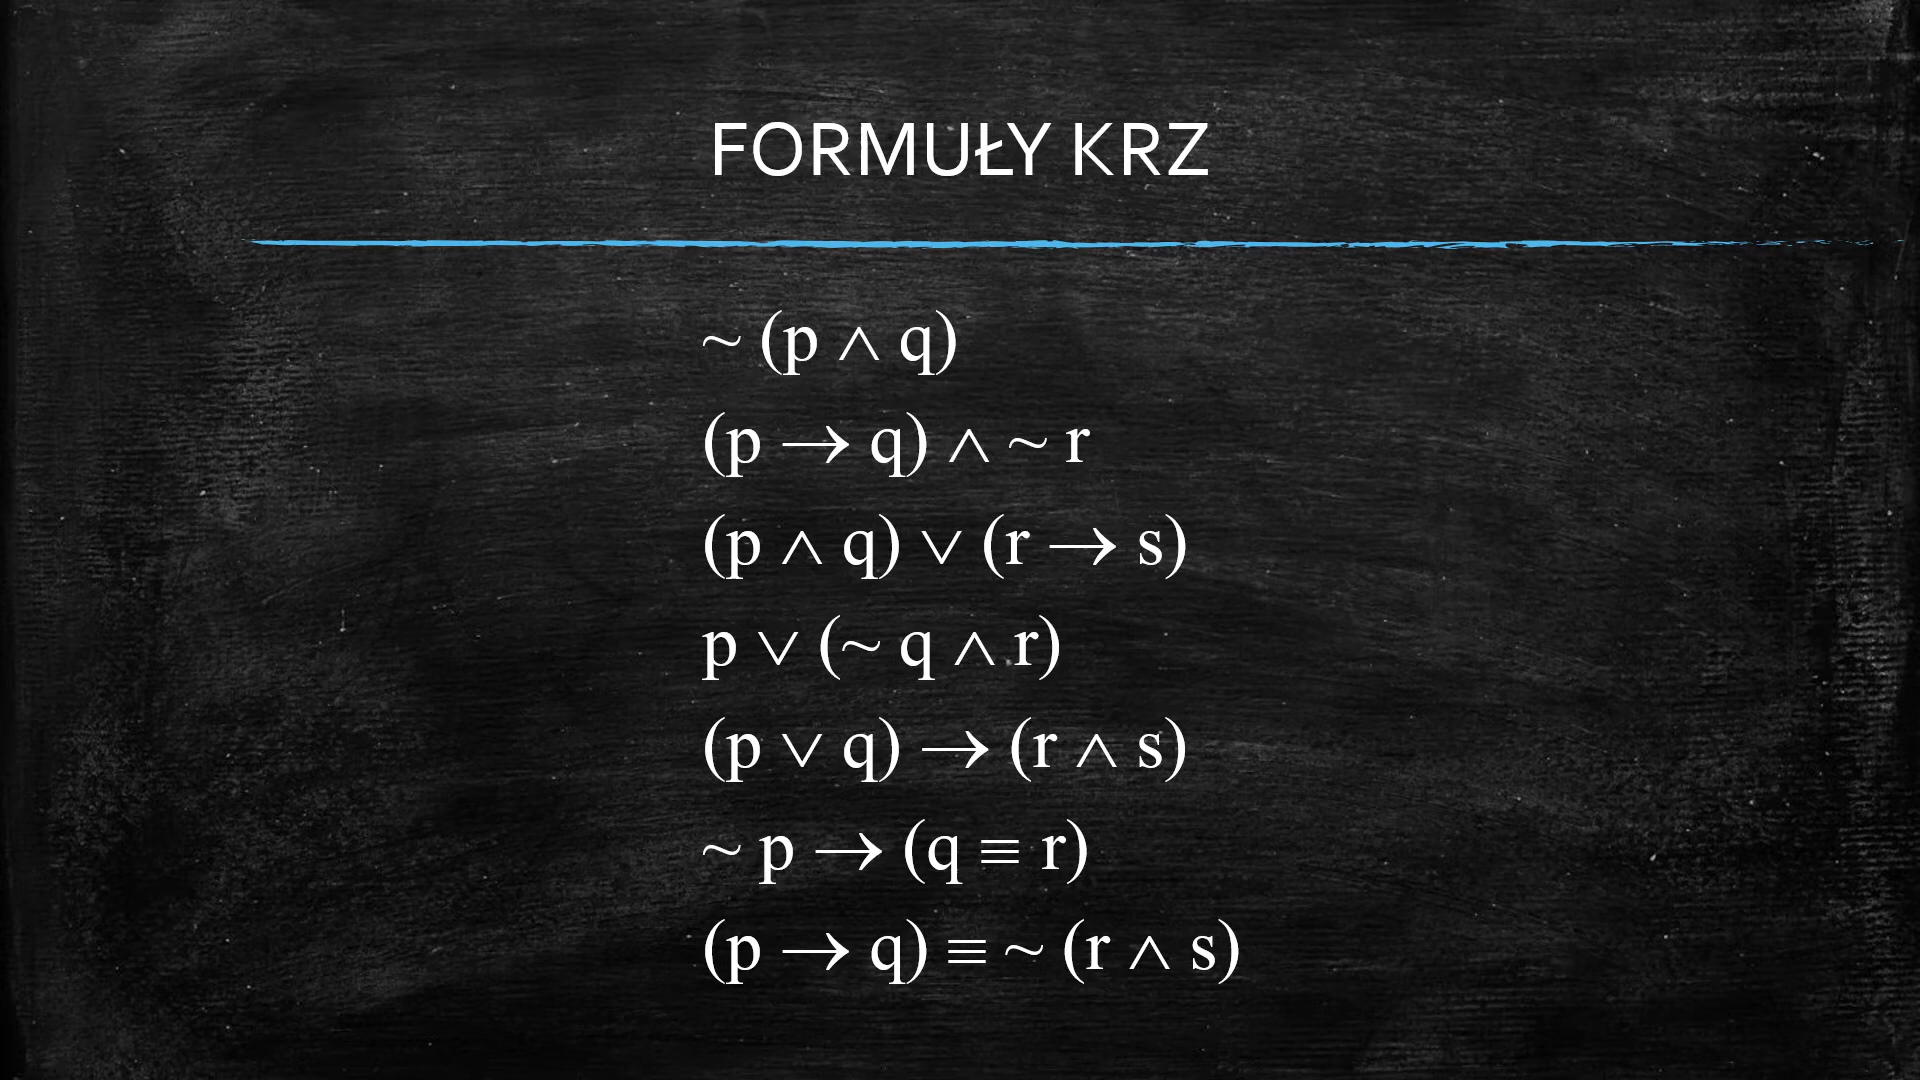 FORMUŁY KRZ
~ (p ∧ q)
(p → q) ∧ ~ r
(p ∧ q) ∨ (r → s)
p ∨ (~ q ∧ r)
(p ∨ q) → (r ∧ s)
~ p → (q ≡ r)
(p → q) ≡ ~ (r ∧ s)